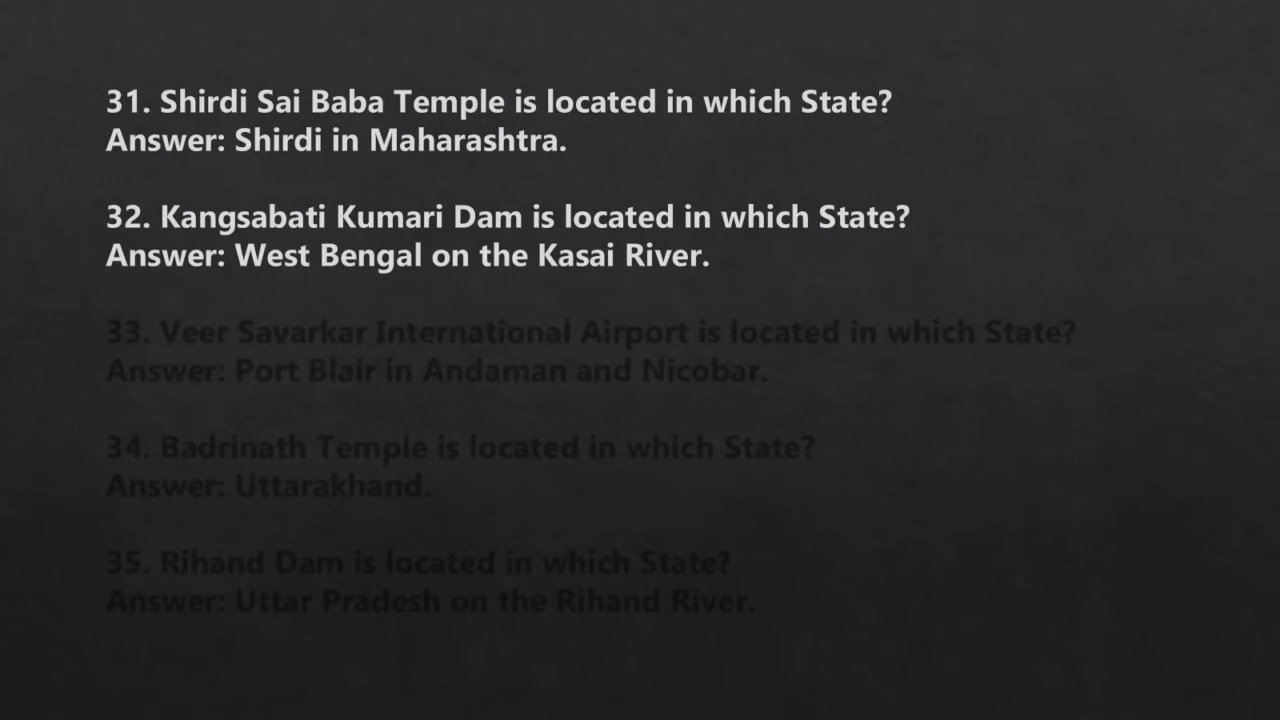 31. Shirdi Sai Baba Temple is located in which State?
Answer: Shirdi in Maharashtra.
32. Kangsabati Kumari Dam is located in which State?
Answer: West Bengal on the Kasai River.
33. Veer Savarkar International Airport is located in which State?
Answer: Port Blair in Andaman and Nicobar.
34. Badrinath Temple is located in which State?
Answer: Uttarakhand.
35. Rihand Dam is located in which State?
Answer: Uttar Pradesh on the Rihand River.